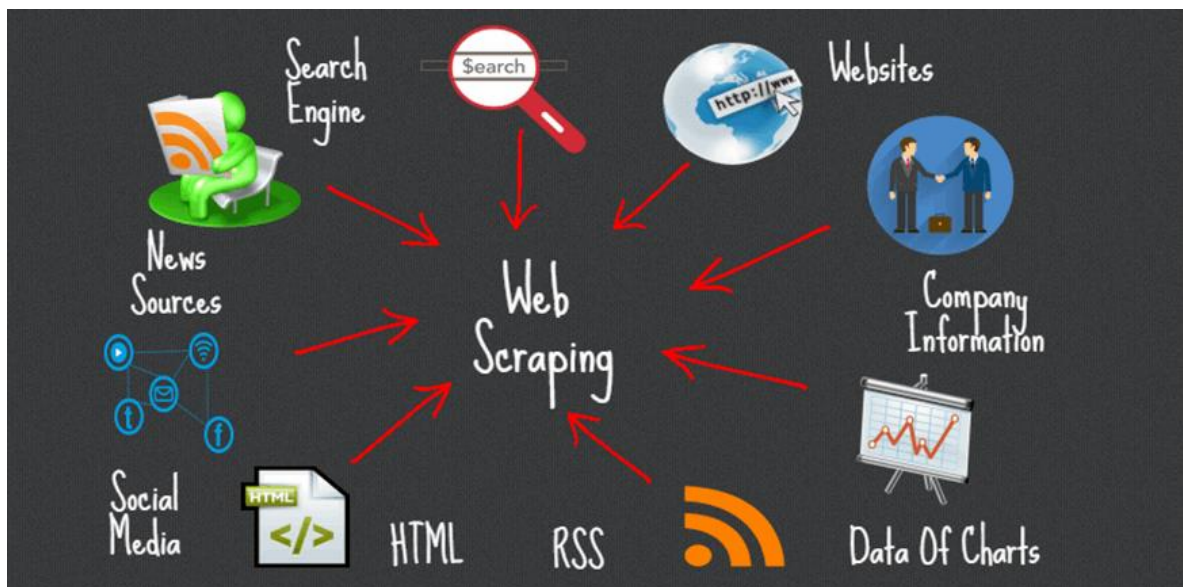 Search
Engine
$earch
Websites
http://www.
News
Sources
Web
Scraping
Company
Information
t
f
Social
Media
HTML
</>
HTML
RSS
Data Of Charts